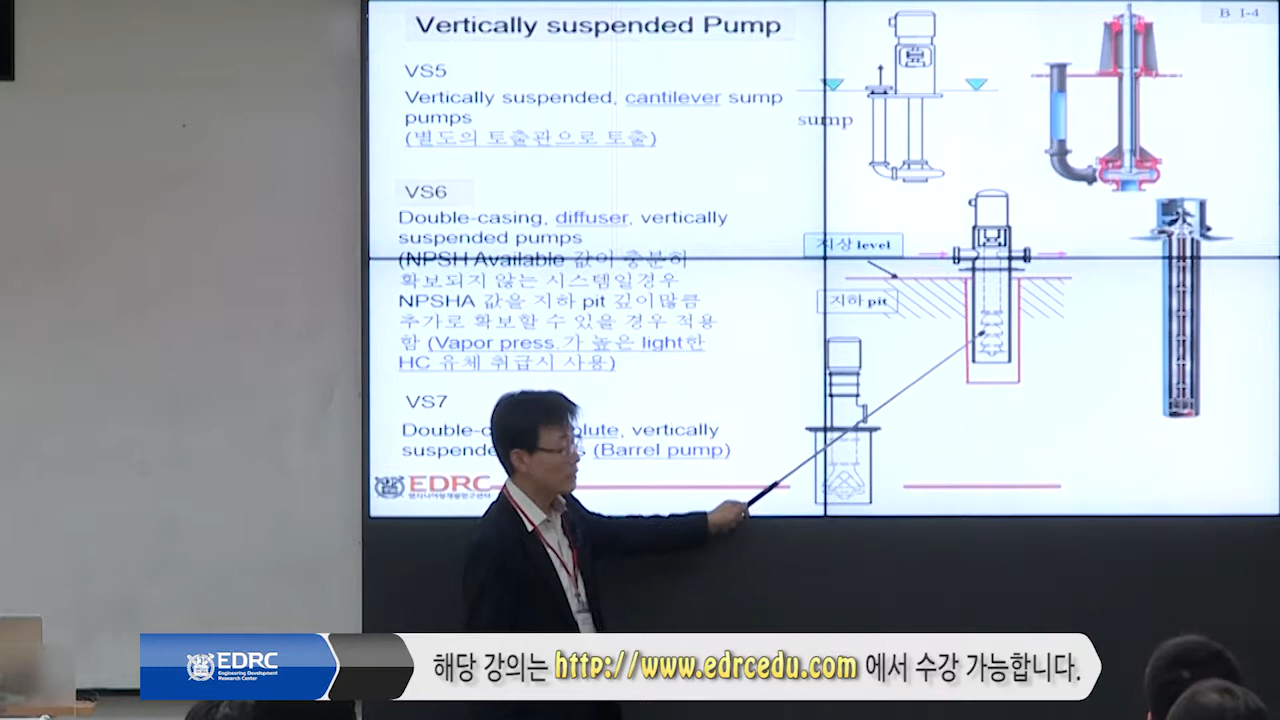 Vertically suspended Pump
B I-4
VS5
Vertically suspended, cantilever sump
pumps
(별도의 토출관으로 토출)
sump
VS6
Double-casing, diffuser, vertically
suspended pumps
(NPSH Available 값이 충분히
확보되지 않는 시스템일경우
NPSHA 값을 지하 pit 깊이많큼
추가로 확보할 수 있을 경우 적용
함 (Vapor press.가 높은 light한
HC 유체 취급시 사용)
지상 level
지하 pit
VS7
Double-c olute, vertically
suspende s (Barrel pump)
EDRC
EDRC
Engineering Development
Research Center
해당 강의는 http://www.edrcedu.com 에서 수강 가능합니다.